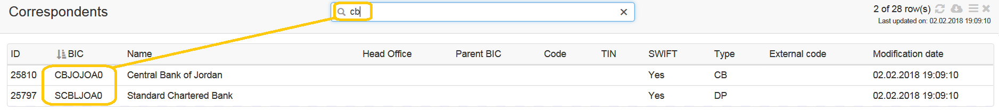 Correspondents
cb
2 of 28 row(s)
Last updated on: 02.02.2018 19:09:10
ID BIC Name Head Office Parent BIC Code TIN SWIFT Type External code Modification date
25810 CBJOJOA0 Central Bank of Jordan Yes CB 02.02.2018 19:09:10
25797 SCBLJOA0 Standard Chartered Bank Yes DP 02.02.2018 19:09:10